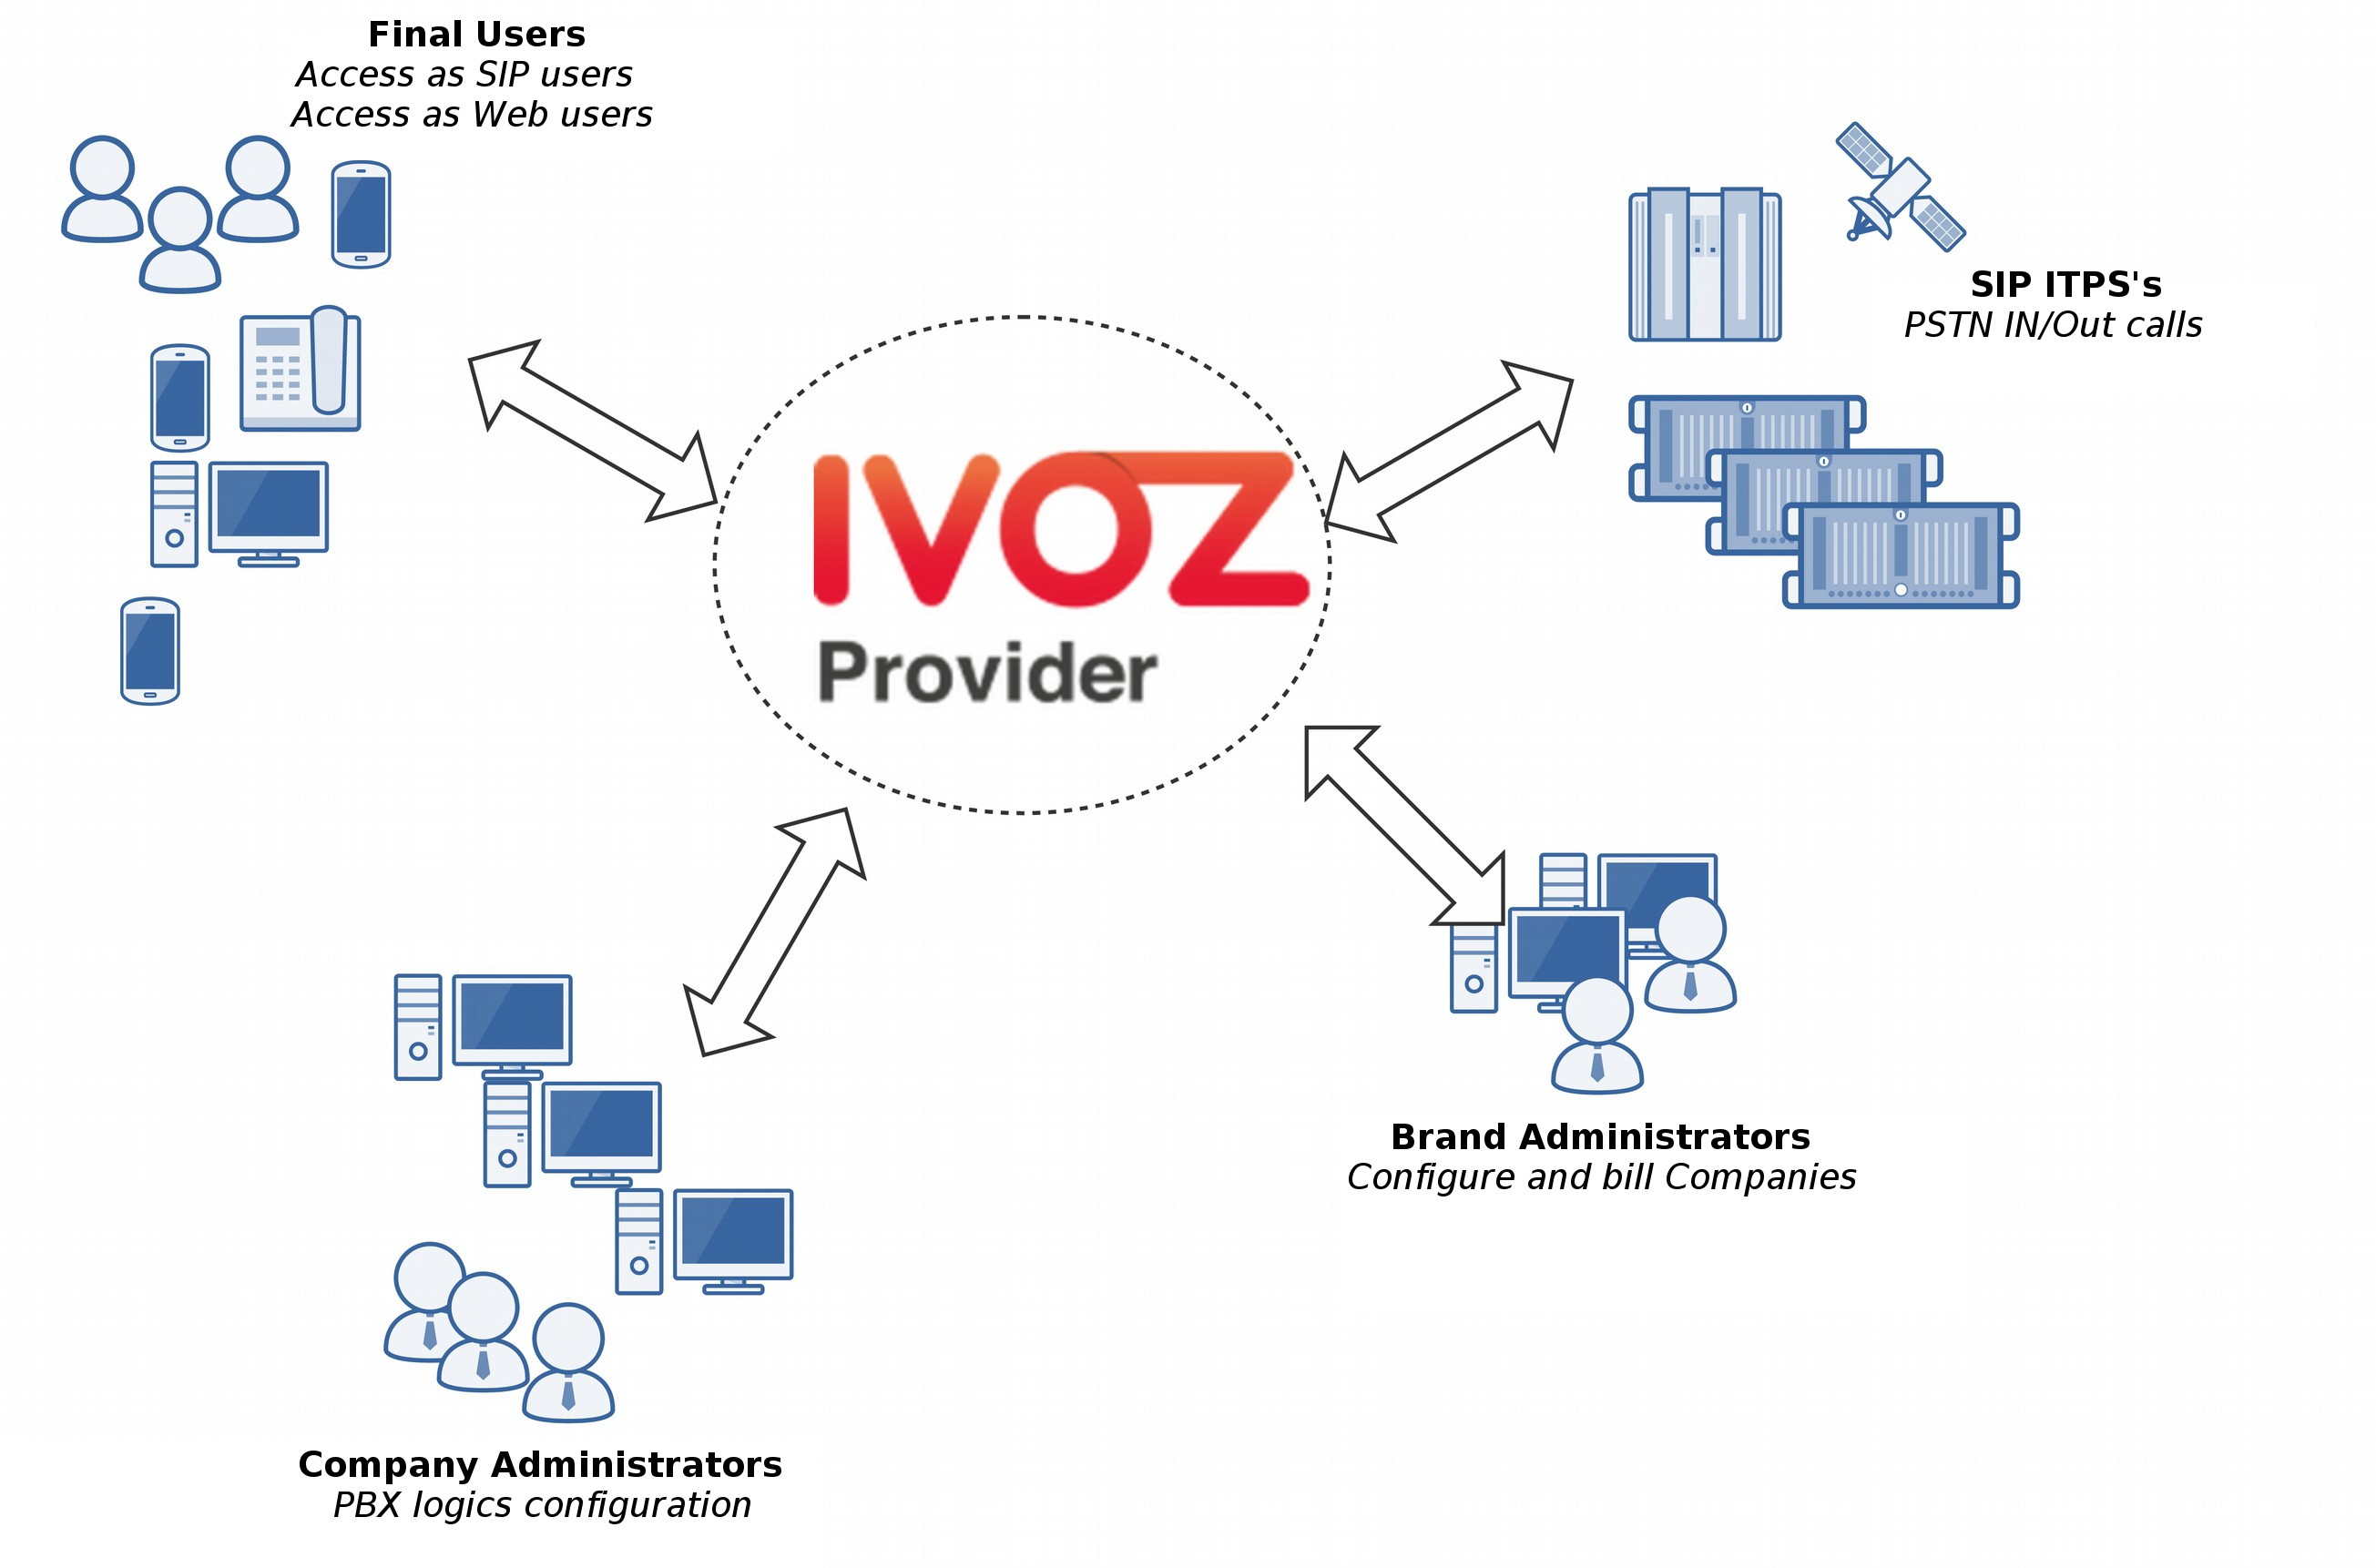 Final Users
Access as SIP users
Access as Web users
SIP ITPS's
PSTN IN/Out calls
IVOZ
Provider
Brand Administrators
Configure and bill Companies
Company Administrators
PBX logics configuration